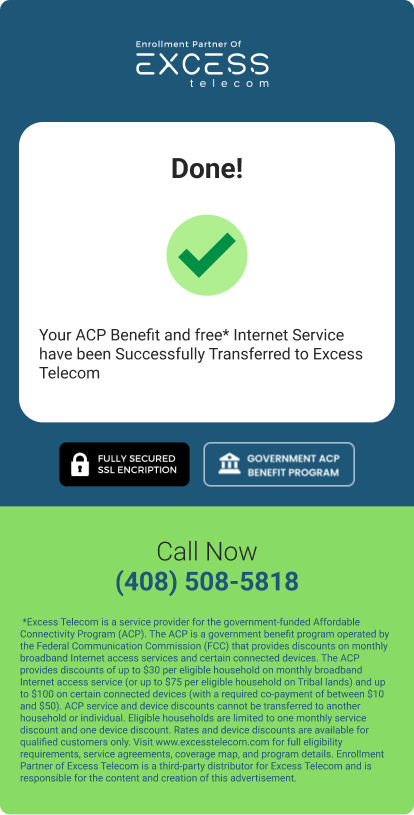 Enrollment Partner Of
EXCESS
telecom
Done!
Your ACP Benefit and free* Internet Service
have been Successfully Transferred to Excess
Telecom
FULLY SECURED
SSL ENCRIPTION
GOVERNMENT ACP
BENEFIT PROGRAM
Call Now
(408) 508-5818
*Excess Telecom is a service provider for the government-funded Affordable
Connectivity Program (ACP). The ACP is a government benefit program operated by
the Federal Communication Commission (FCC) that provides discounts on monthly
broadband Internet access services and certain connected devices. The ACP
provides discounts of up to $30 per eligible household on monthly broadband
Internet access service (or up to $75 per eligible household on Tribal lands) and up
to $100 on certain connected devices (with a required co-payment of between $10
and $50). ACP service and device discounts cannot be transferred to another
household or individual. Eligible households are limited to one monthly service
discount and one device discount. Rates and device discounts are available for
qualified customers only. Visit www.excesstelecom.com for full eligibility
requirements, service agreements, coverage map, and program details. Enrollment
Partner of Excess Telecom is a third-party distributor for Excess Telecom and is
responsible for the content and creation of this advertisement.